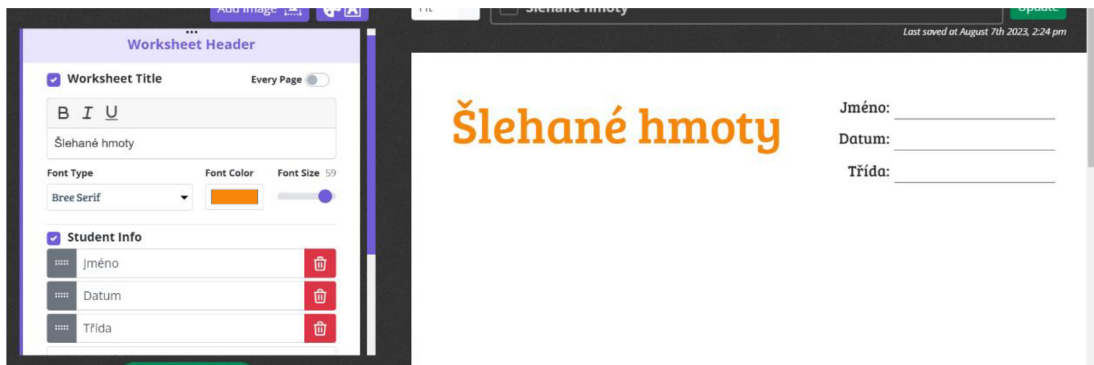 Add Image
Fit
Šlehané hmoty
Update
Last saved at August 7th 2023, 2:24 pm
Worksheet Header
Worksheet Title
Every Page
B I U
Šlehané hmoty
Font Type
Font Color
Font Size 59
Bree Serif
Student Info
Jméno
Datum
Třída
Šlehané hmoty
Jméno:
Datum:
Třída: